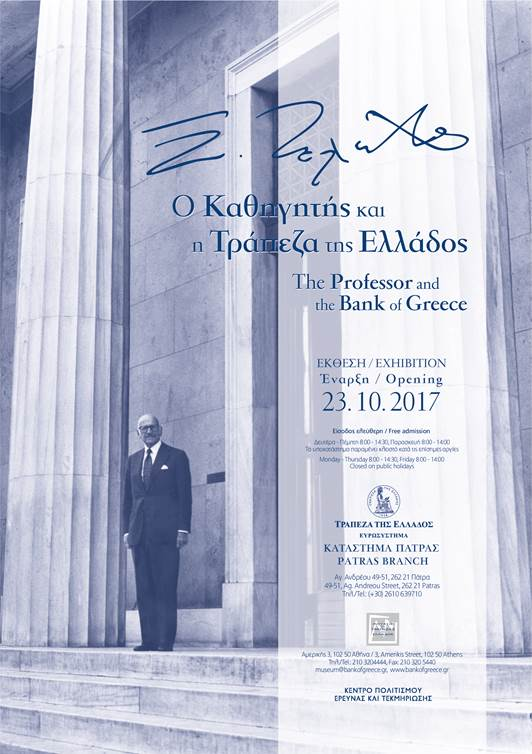 Ξ. Ζολώτας
Ο Καθηγητής και
η Τράπεζα της Ελλάδος
The Professor and
the Bank of Greece
ΕΚΘΕΣΗ / EXHIBITION
Έναρξη / Opening
23.10.2017
Είσοδος ελεύθερη / Free admission
Δευτέρα - Πέμπτη 8:00 - 14:30, Παρασκευή 8:00 - 14:00
Το υποκατάστημα παραμένει κλειστό κατά τις επίσημες αργίες
Monday - Thursday 8:00 - 14:30, Friday 8:00 - 14:00
Closed on public holidays
ΤΡΑΠΕΖΑ ΤΗΣ ΕΛΛΑΔΟΣ
ΕΥΡΩΣΥΣΤΗΜΑ
ΚΑΤΑΣΤΗΜΑ ΠΑΤΡΑΣ
PATRAS BRANCH
Αγ. Ανδρέου 49-51, 262 21 Πάτρα
49-51, Ag. Andreou Street, 262 21 Patras
Τηλ./Tel.: (+30) 2610 639710
Αμερικής 3, 102 50 Αθήνα / 3, Amerikis Street, 102 50 Athens
Τηλ./Tel.: 210 3204444, Fax: 210 320 5440
museum@bankofgreece.gr, www.bankofgreece.gr
ΚΕΝΤΡΟ ΠΟΛΙΤΙΣΜΟΥ
ΕΡΕΥΝΑΣ ΚΑΙ ΤΕΚΜΗΡΙΩΣΗΣ